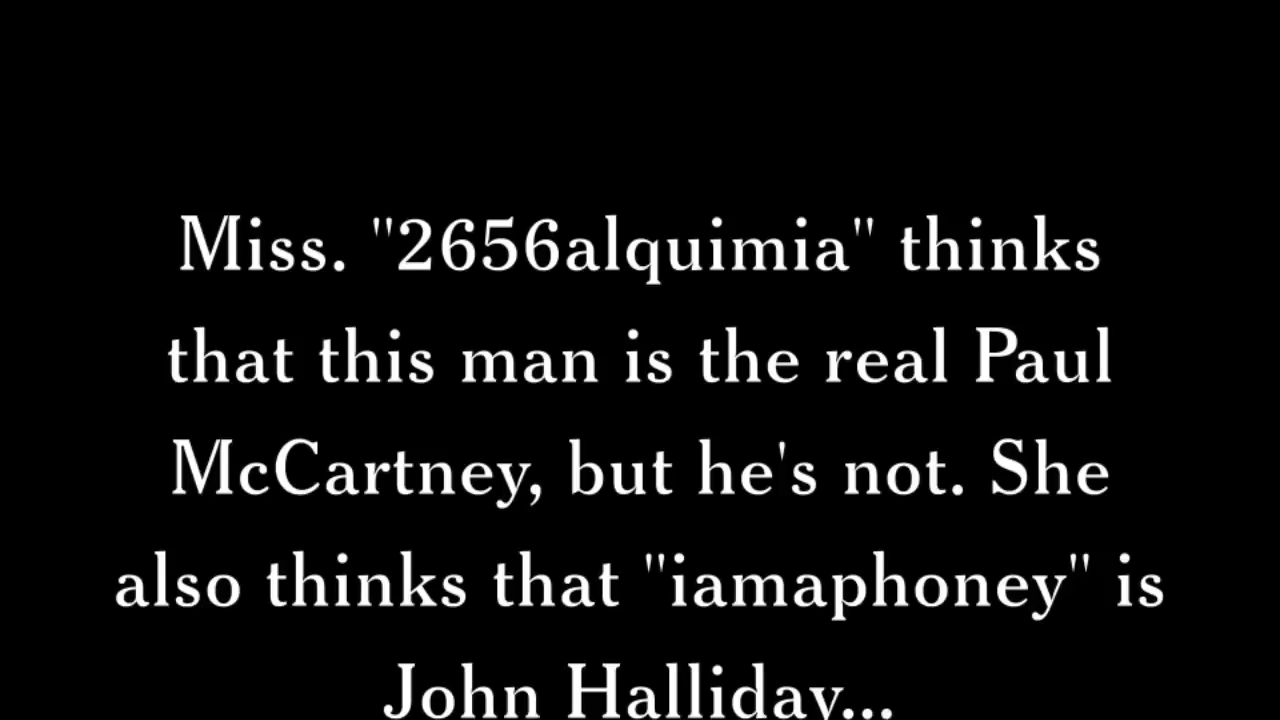 Miss. "2656alquimia" thinks
that this man is the real Paul
McCartney, but he's not. She
also thinks that "iamaphoney" is
John Halliday...